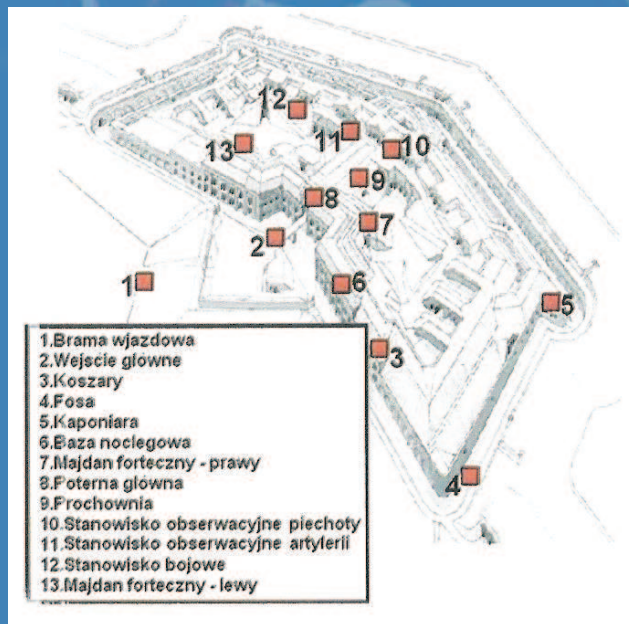 12
11
10
13
9
8
7
2
1
6
5
3
4
1.Brama wjazdowa
2.Wejście główne
3.Koszary
4.Fosa
5.Kaponiara
6.Baza noclegowa
7.Majdan forteczny - prawy
8.Poterna główna
9.Prochownia
10.Stanowisko obserwacyjne piechoty
11.Stanowisko obserwacyjne artylerii
12.Stanowisko bojowe
13.Majdan forteczny - lewy